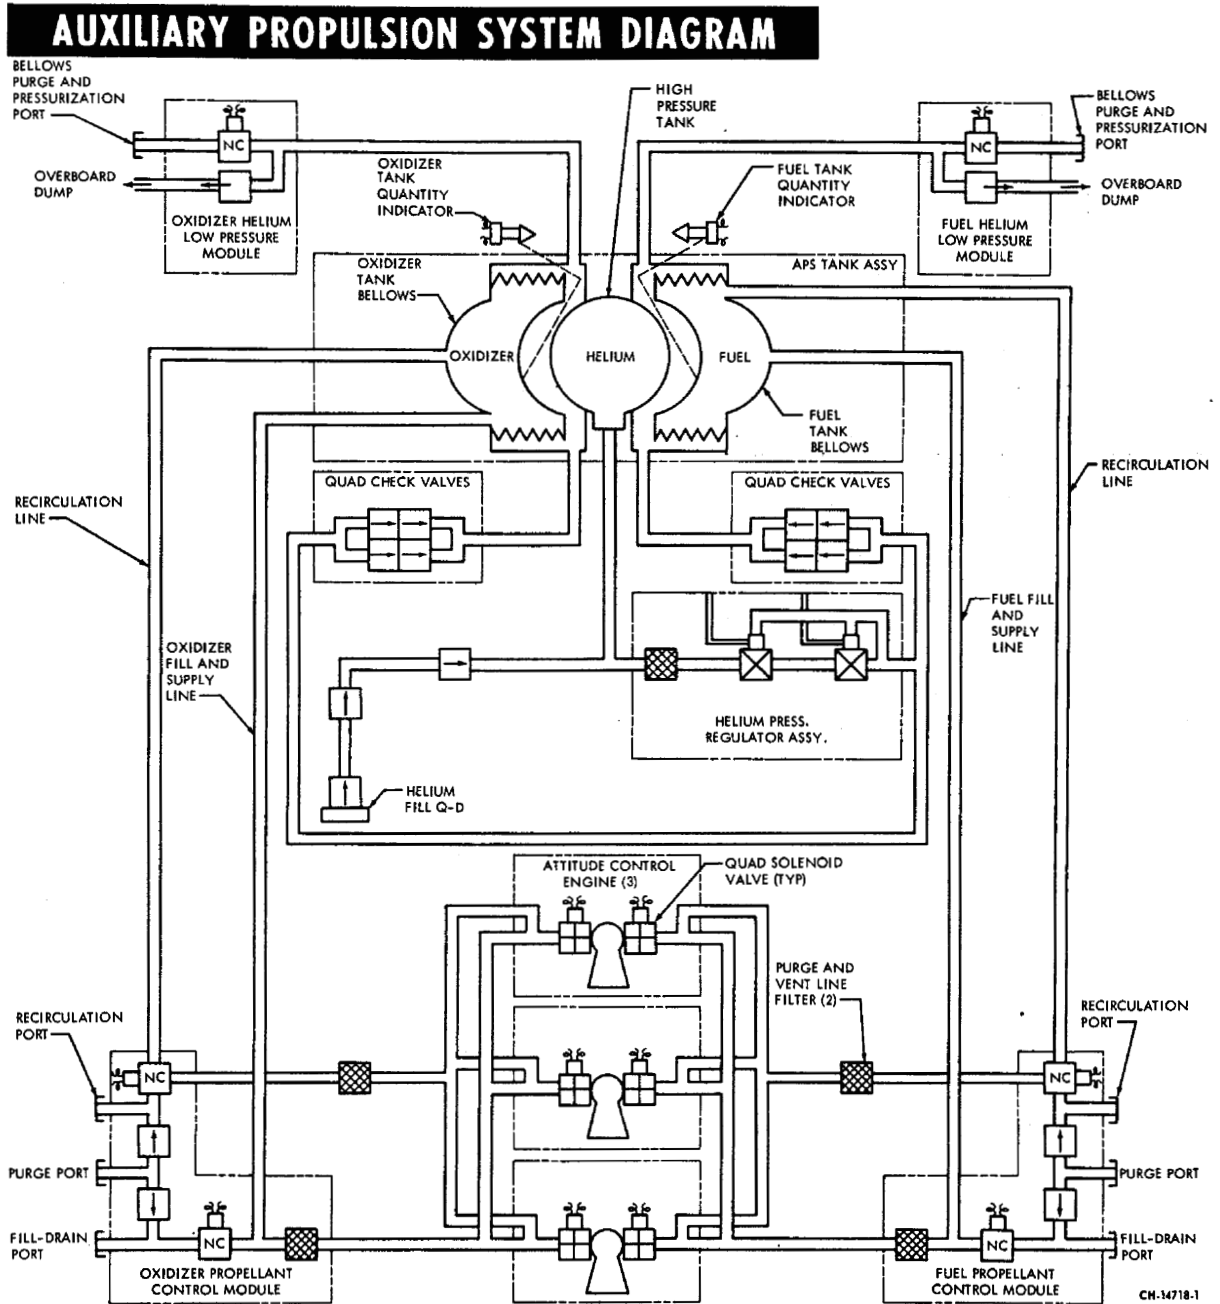 AUXILIARY PROPULSION SYSTEM DIAGRAM
BELLOWS
PURGE AND
PRESSURIZATION
PORT
NC
OVERBOARD
DUMP
OXIDIZER HELIUM
LOW PRESSURE
MODULE
OXIDIZER
TANK
QUANTITY
INDICATOR
HIGH
PRESSURE
TANK
FUEL TANK
QUANTITY
INDICATOR
NC
BELLOWS
PURGE AND
PRESSURIZATION
PORT
OVERBOARD
DUMP
FUEL HELIUM
LOW PRESSURE
MODULE
OXIDIZER
TANK
BELLOWS
APS TANK ASSY
OXIDIZER
HELIUM
FUEL
FUEL
TANK
BELLOWS
RECIRCULATION
LINE
QUAD CHECK VALVES
QUAD CHECK VALVES
RECIRCULATION
LINE
OXIDIZER
FILL AND
SUPPLY
LINE
FUEL FILL
AND
SUPPLY
LINE
HELIUM PRESS.
REGULATOR ASSY.
HELIUM
FILL Q-D
ATTITUDE CONTROL
ENGINE (3)
QUAD SOLENOID
VALVE (TYP)
PURGE AND
VENT LINE
FILTER (2)
RECIRCULATION
PORT
NC
PURGE PORT
FILL-DRAIN
PORT
NC
OXIDIZER PROPELLANT
CONTROL MODULE
RECIRCULATION
PORT
NC
PURGE PORT
NC
FILL-DRAIN
PORT
FUEL PROPELLANT
CONTROL MODULE
CH-14718-1